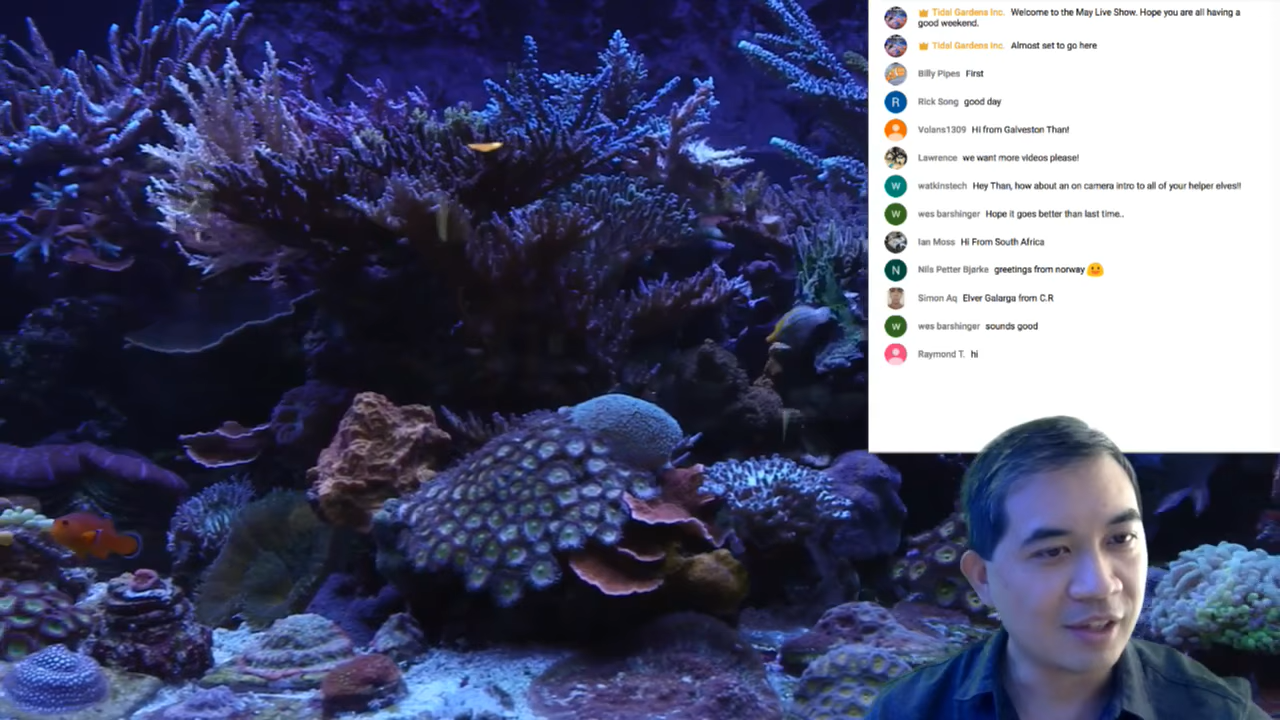 Tidal Gardens Inc. Welcome to the May Live Show. Hope you are all having a
good weekend.
Tidal Gardens Inc. Almost set to go here
Billy Pipes First
R Rick Song good day
Volans1309 Hi from Galveston Than!
Lawrence we want more videos please!
W watkinstech Hey Than, how about an on camera intro to all of your helper elves!!
W wes barshinger Hope it goes better than last time..
Ian Moss Hi From South Africa
N Nils Petter Bjørke greetings from norway
Simon Aq Elver Galarga from C.R
W wes barshinger sounds good
Raymond T. hi